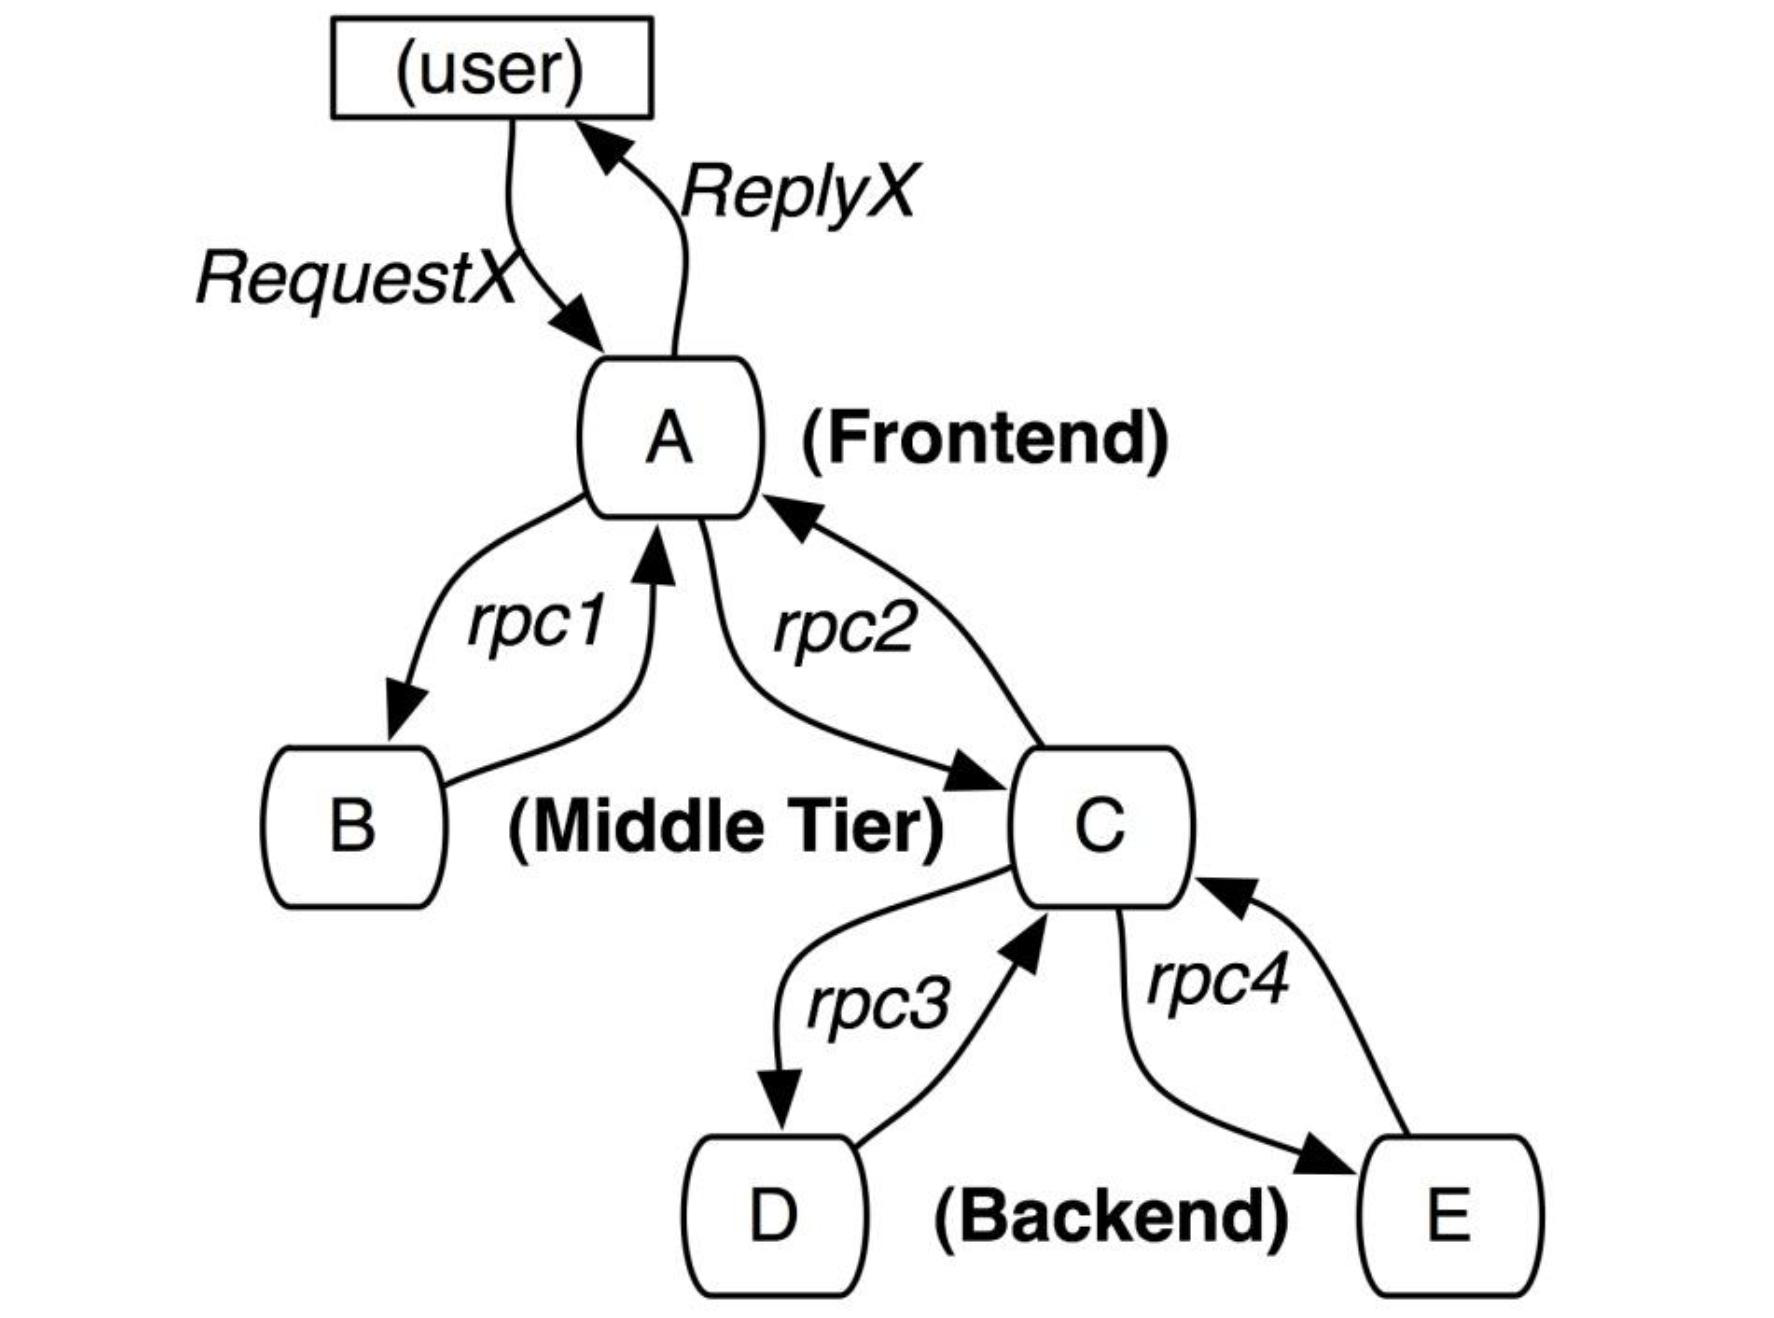 (user)
ReplyX
RequestX
A
(Frontend)
rpc1
rpc2
B
(Middle Tier)
C
rpc3
rpc4
D
(Backend)
E